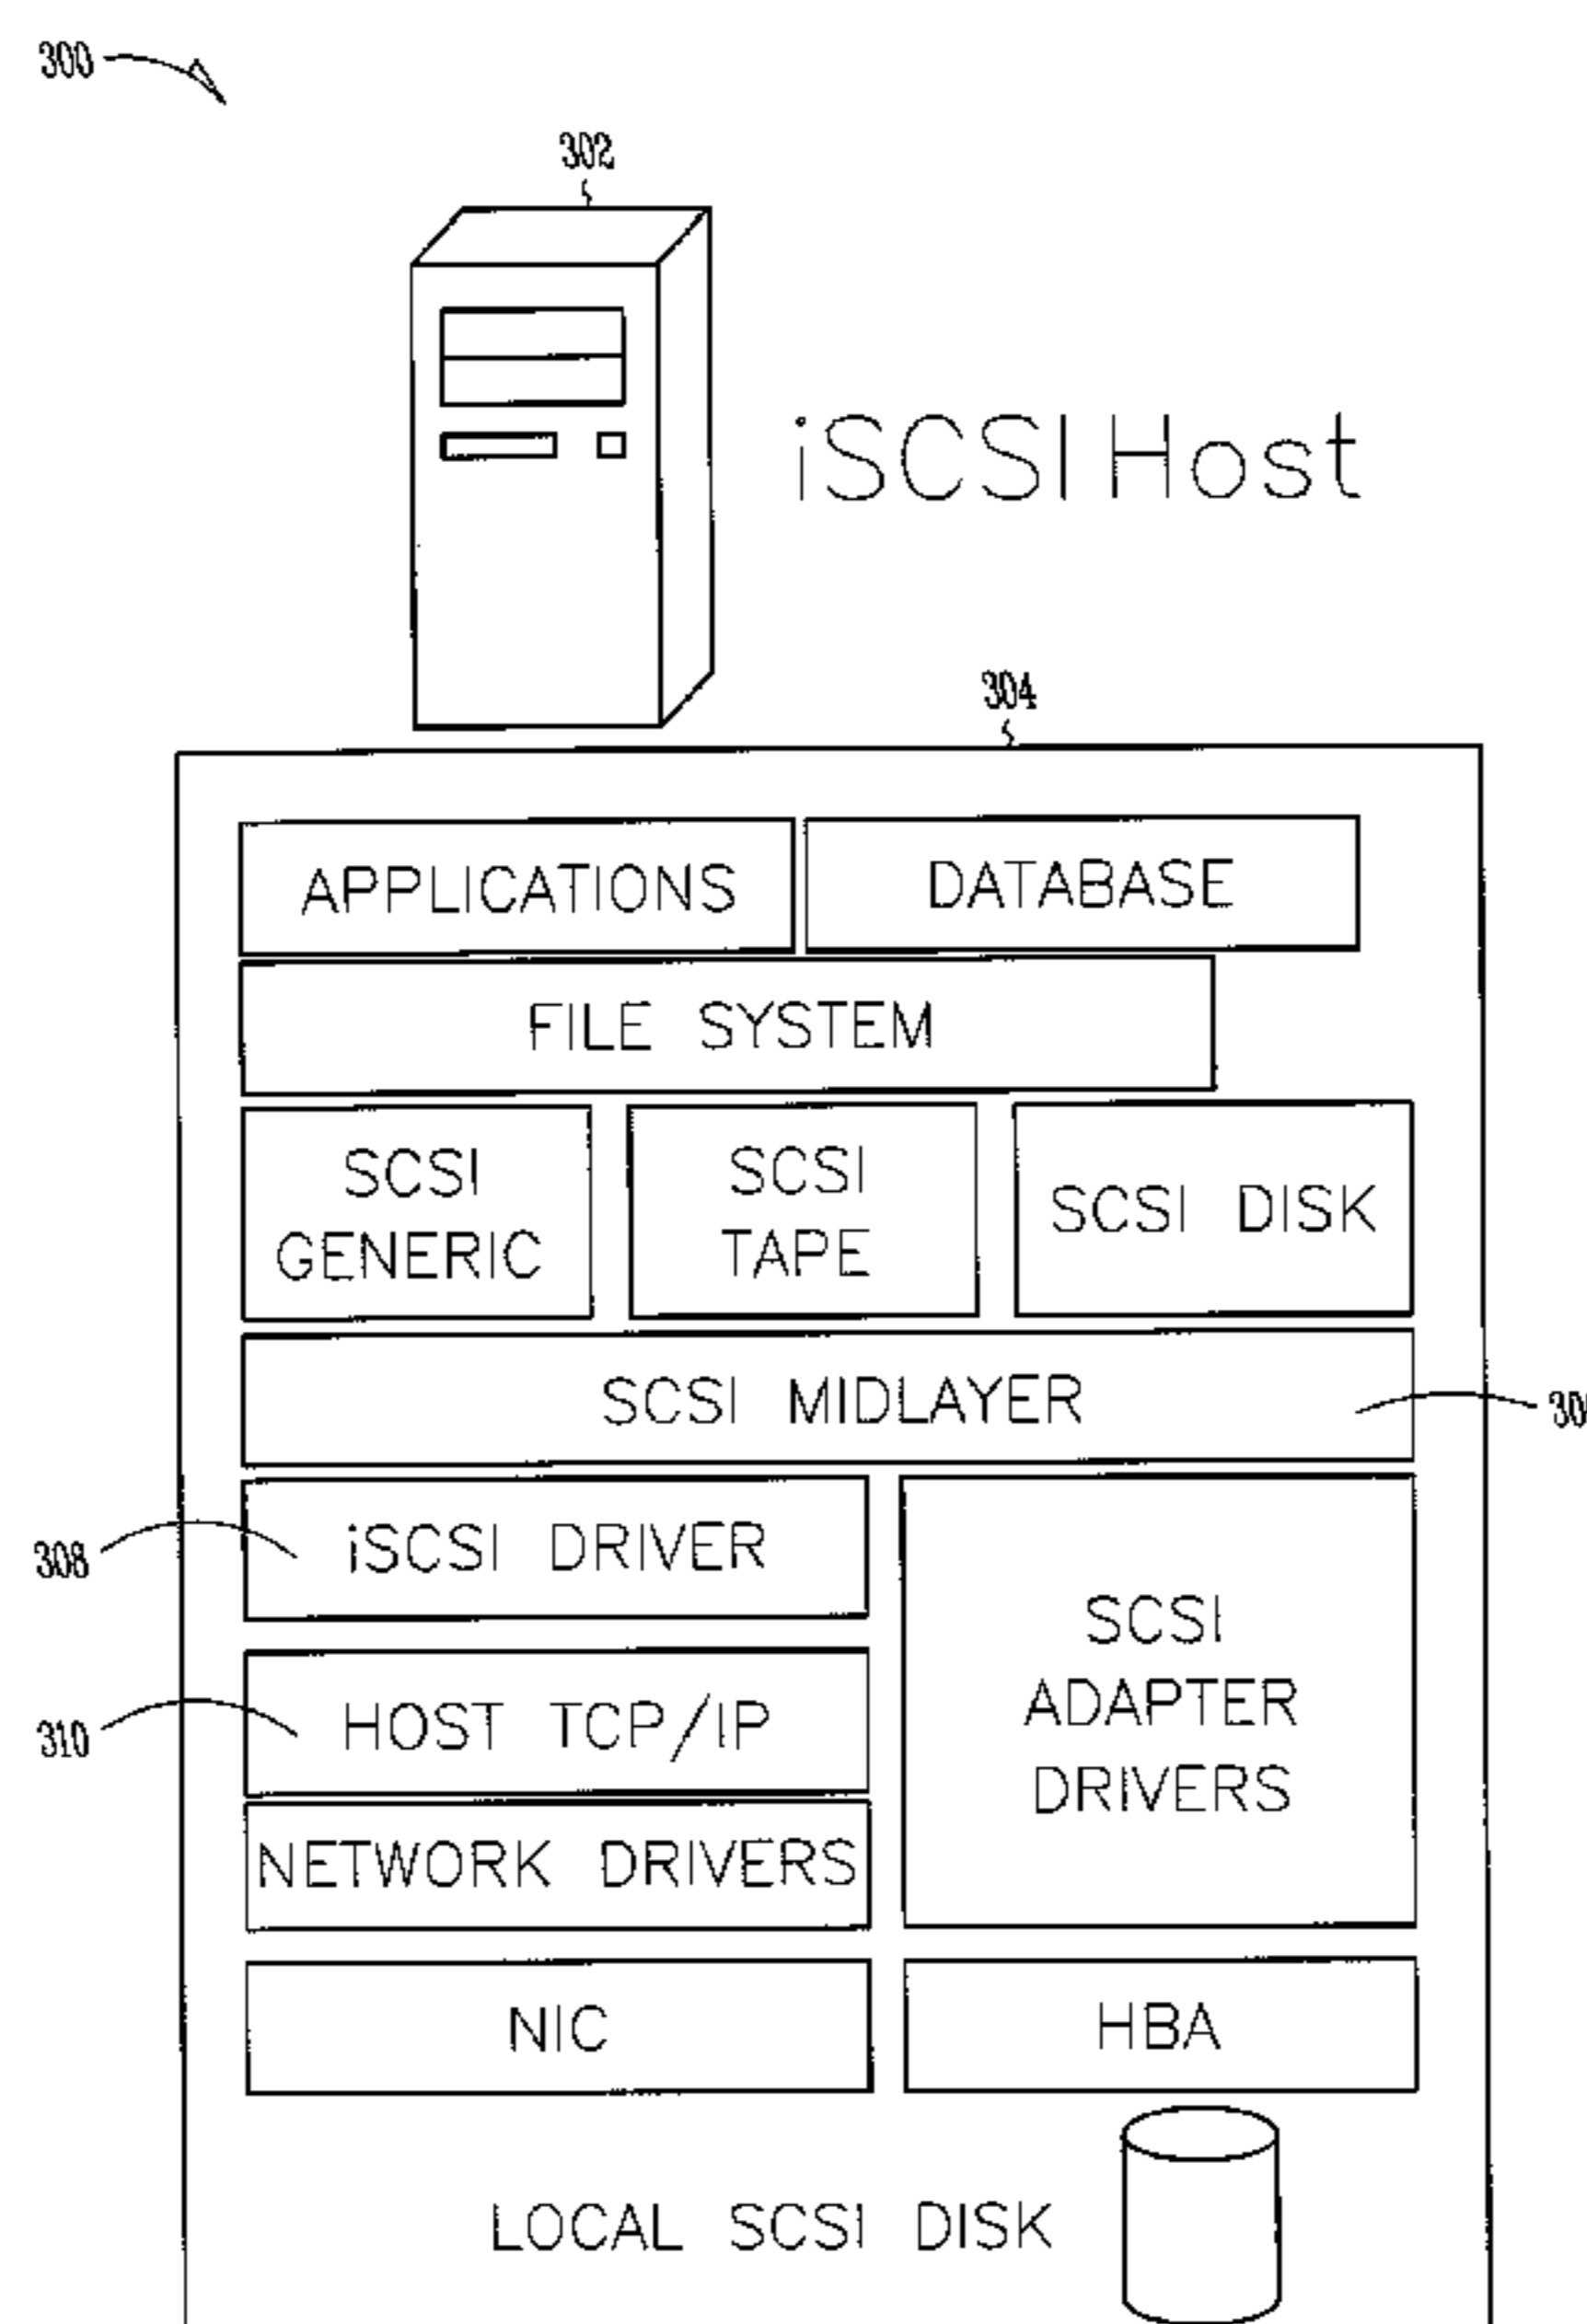 300
302
iSCSI Host
304
APPLICATIONS
DATABASE
FILE SYSTEM
SCSI
GENERIC
SCSI
TAPE
SCSI DISK
SCSI MIDLAYER
308
iSCSI DRIVER
SCSI
ADAPTER
DRIVERS
310
HOST TCP/IP
NETWORK DRIVERS
NIC
HBA
LOCAL SCSI DISK